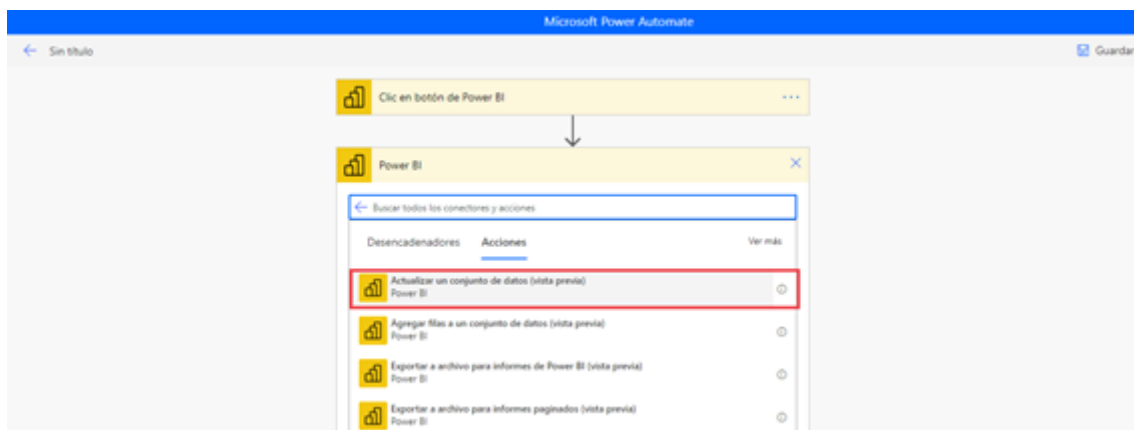 Microsoft Power Automate
Sin título
Guardar
Clic en botón de Power BI
Power BI
Buscar todos los conectores y acciones
Desencadenadores Acciones Ver más
Actualizar un conjunto de datos (vista previa)
Power BI
Agregar filas a un conjunto de datos (vista previa)
Power BI
Exportar a archivo para informes de Power BI (vista previa)
Power BI
Exportar a archivo para informes paginados (vista previa)
Power BI